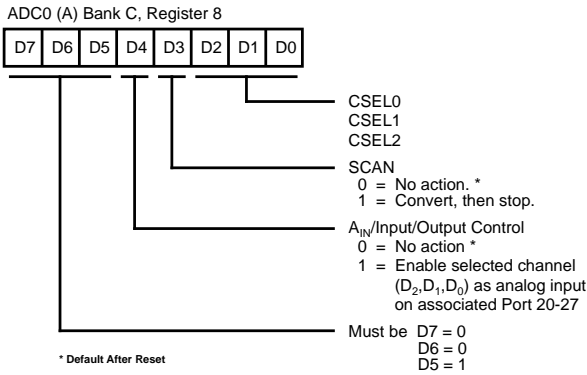 ADC0 (A) Bank C, Register 8
D7 D6 D5 D4 D3 D2 D1 D0
CSEL0
CSEL1
CSEL2
SCAN
0 = No action. *
1 = Convert, then stop.
AIN/Input/Output Control
0 = No action *
1 = Enable selected channel
(D2,D1,D0) as analog input
on associated Port 20-27
Must be D7 = 0
D6 = 0
D5 = 1
* Default After Reset